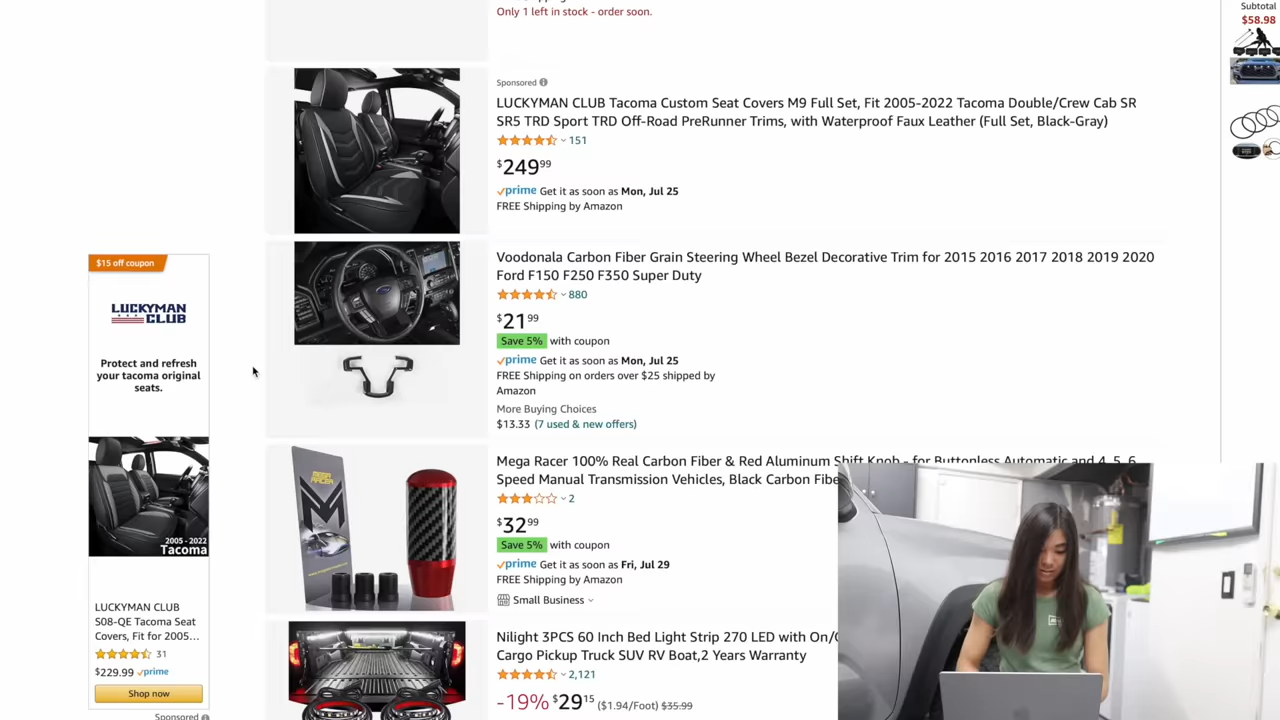 Only 1 left in stock - order soon.
Subtotal
$58.98
Sponsored
LUCKYMAN CLUB Tacoma Custom Seat Covers M9 Full Set, Fit 2005-2022 Tacoma Double/Crew Cab SR
SR5 TRD Sport TRD Off-Road PreRunner Trims, with Waterproof Faux Leather (Full Set, Black-Gray)
151
$249 99
prime Get it as soon as Mon, Jul 25
FREE Shipping by Amazon
Voodonala Carbon Fiber Grain Steering Wheel Bezel Decorative Trim for 2015 2016 2017 2018 2019 2020
Ford F150 F250 F350 Super Duty
880
$21 99
Save 5% with coupon
prime Get it as soon as Mon, Jul 25
FREE Shipping on orders over $25 shipped by
Amazon
More Buying Choices
$13.33 (7 used & new offers)
$15 off coupon
LUCKYMAN
CLUB
Protect and refresh
your tacoma original
seats.
2005 - 2022
Tacoma
LUCKYMAN CLUB
S08-QE Tacoma Seat
Covers, Fit for 2005...
31
$229.99 prime
Shop now
Sponsored
MEGA
RACER
Mega Racer 100% Real Carbon Fiber & Red Aluminum Shift Knob - for Buttonless Automatic and 4, 5, 6
Speed Manual Transmission Vehicles, Black Carbon Fibe
2
$32 99
Save 5% with coupon
prime Get it as soon as Fri, Jul 29
FREE Shipping by Amazon
Small Business
Nilight 3PCS 60 Inch Bed Light Strip 270 LED with On/
Cargo Pickup Truck SUV RV Boat,2 Years Warranty
2,121
-19% $29 15 ($1.94/Foot) $35.99